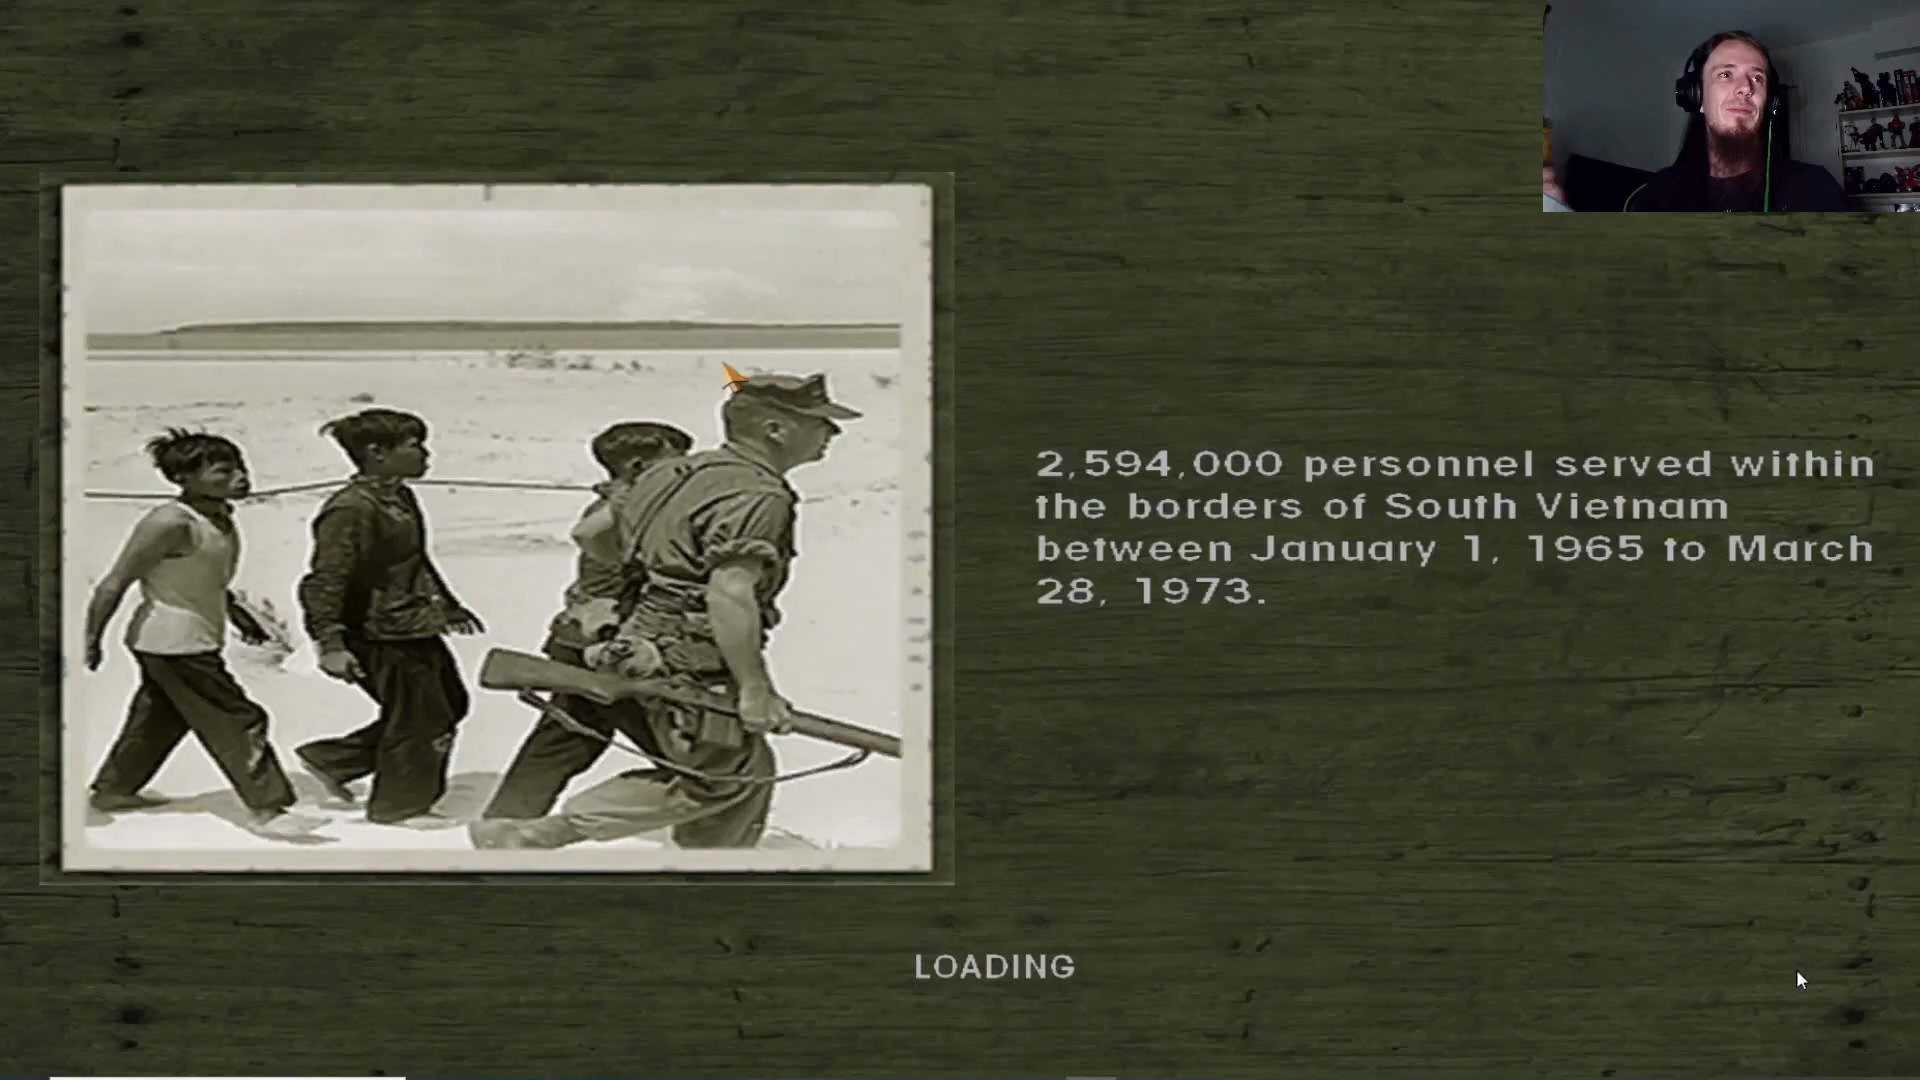 2,594,000 personnel served within
the borders of South Vietnam
between January 1, 1965 to March
28, 1973.
LOADING